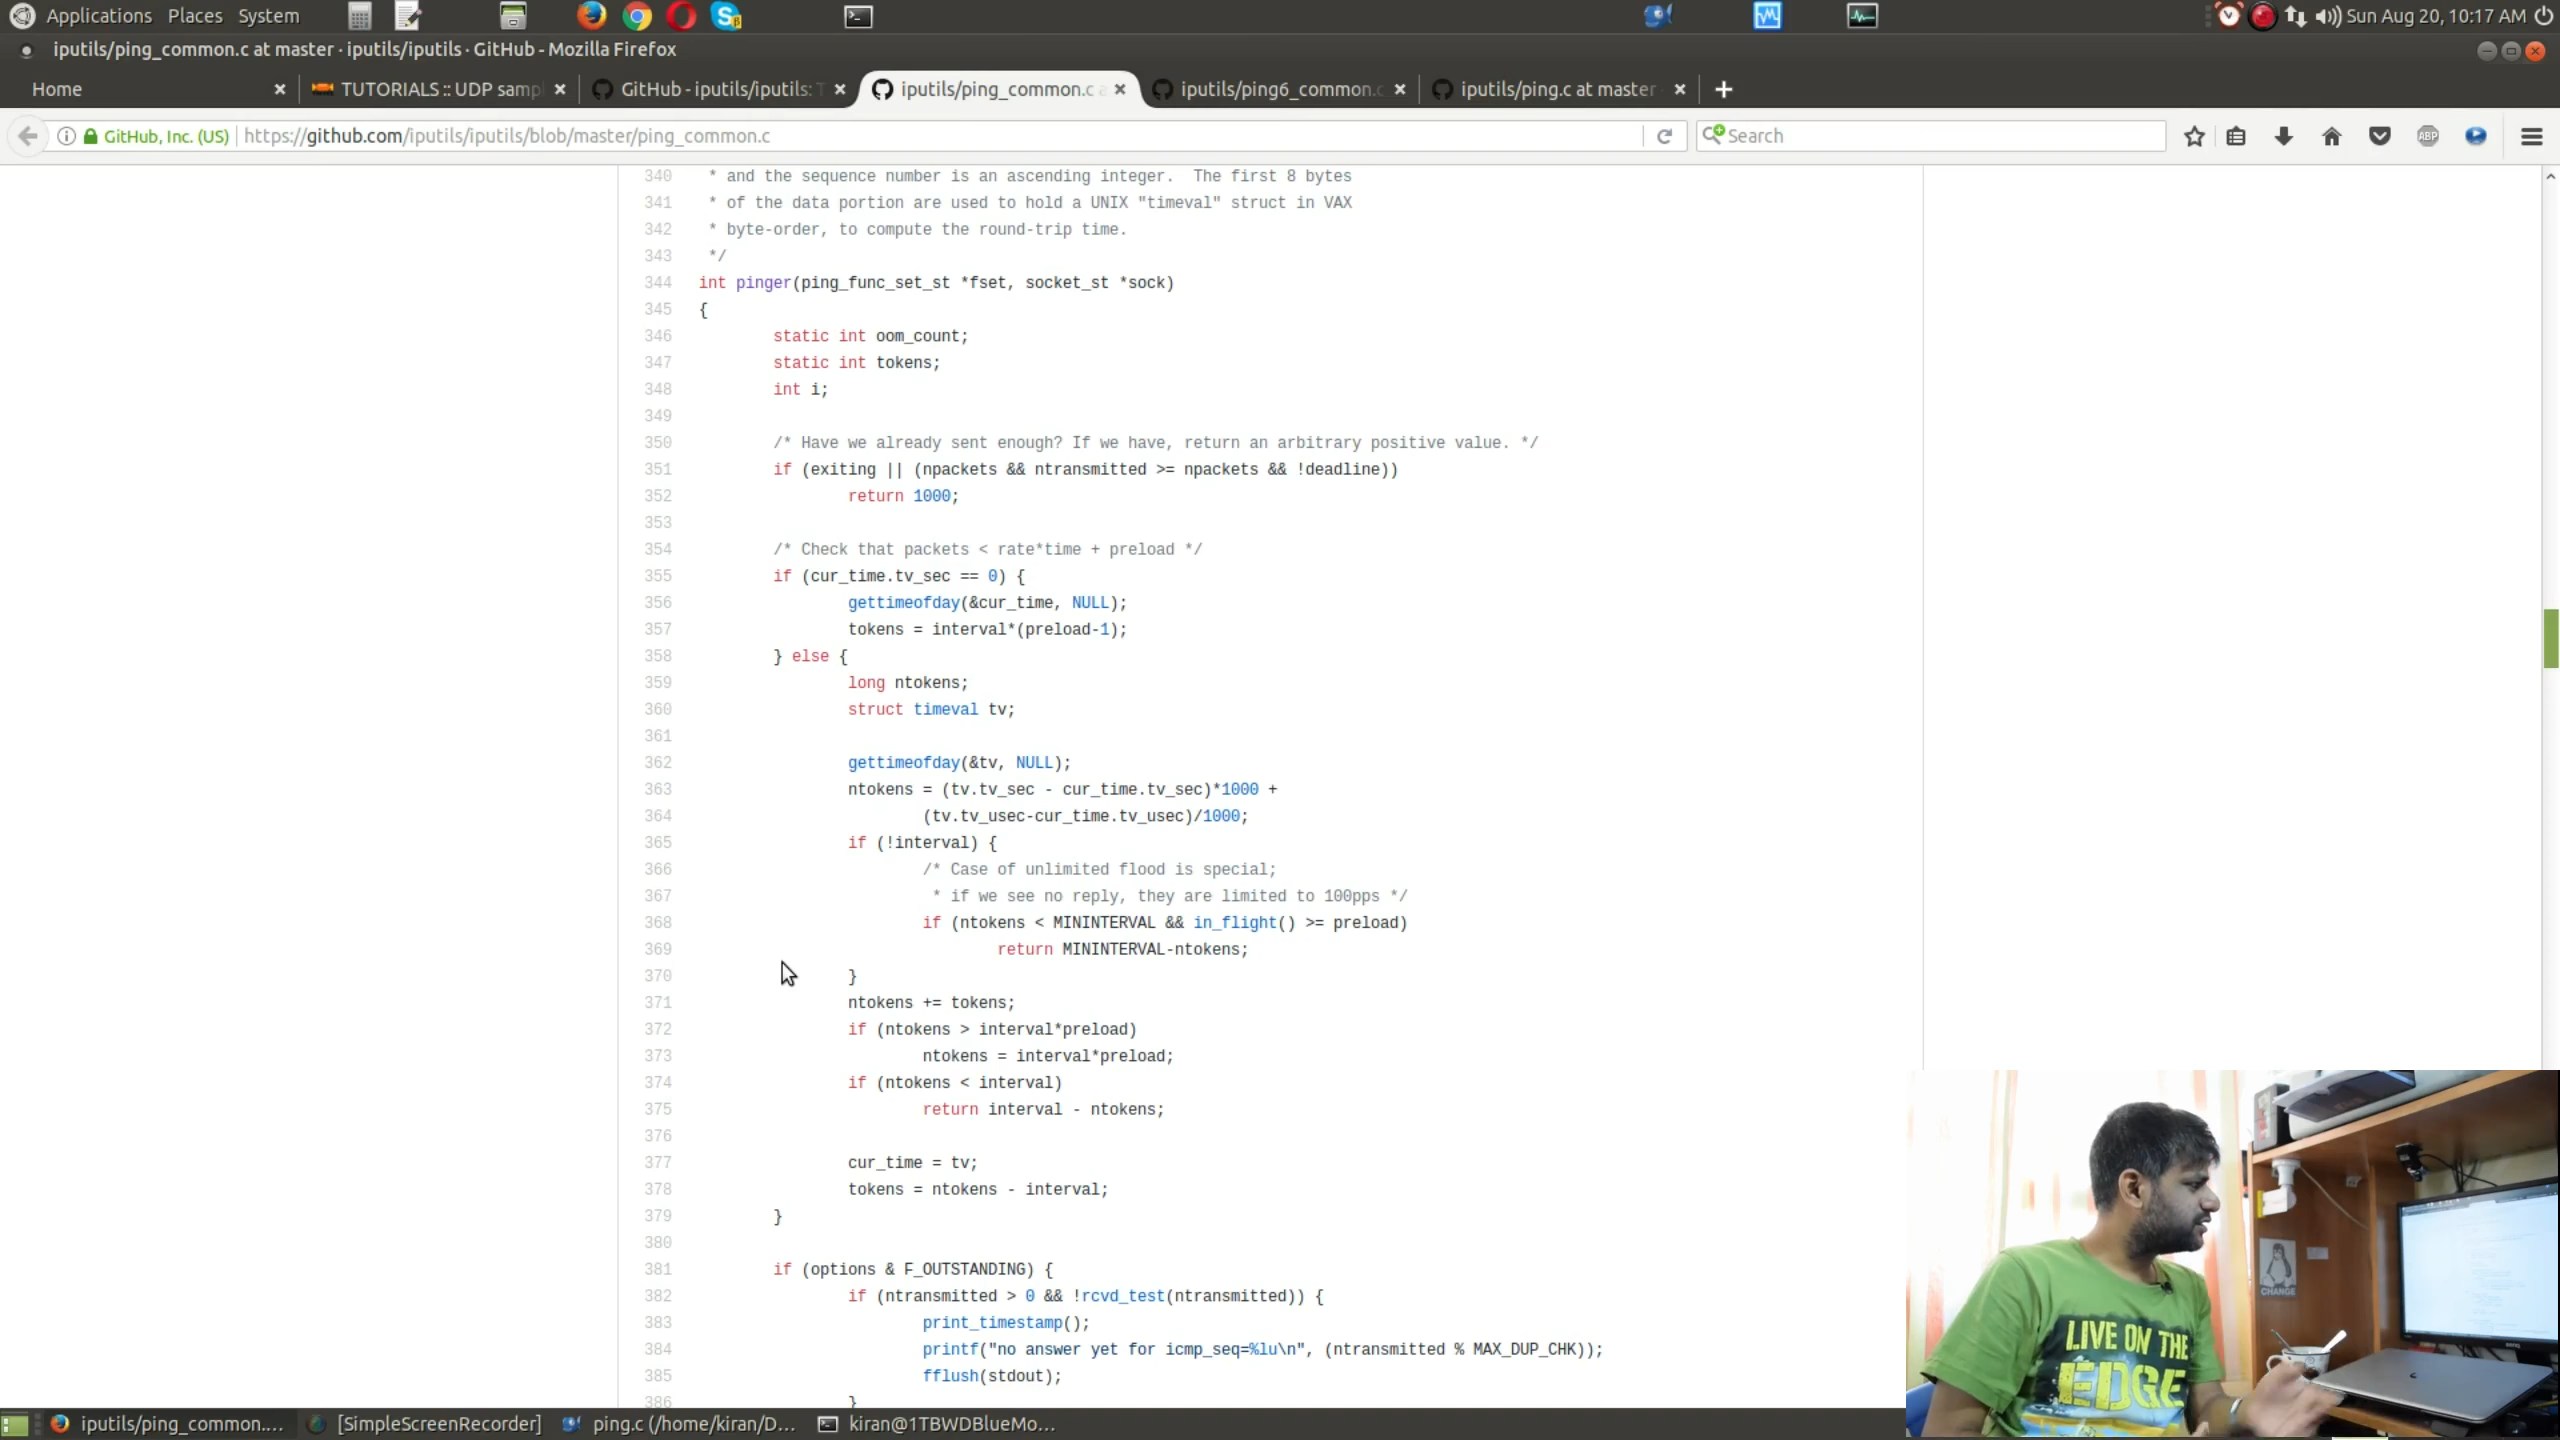 Applications Places System
Sun Aug 20, 10:17 AM
iputils/ping_common.c at master · iputils/iputils · GitHub - Mozilla Firefox
Home
TUTORIALS :: UDP samp
GitHub - iputils/iputils: T
iputils/ping_common.c a
iputils/ping6_common.c
iputils/ping.c at master
GitHub, Inc. (US)
https://github.com/iputils/iputils/blob/master/ping_common.c
Search
ABP
340 * and the sequence number is an ascending integer.  The first 8 bytes
341 * of the data portion are used to hold a UNIX "timeval" struct in VAX
342 * byte-order, to compute the round-trip time.
343 */
344 int pinger(ping_func_set_st *fset, socket_st *sock)
345 {
346 static int oom_count;
347 static int tokens;
348 int i;
349
350 /* Have we already sent enough? If we have, return an arbitrary positive value. */
351 if (exiting || (npackets && ntransmitted >= npackets && !deadline))
352 return 1000;
353
354 /* Check that packets < rate*time + preload */
355 if (cur_time.tv_sec == 0) {
356 gettimeofday(&cur_time, NULL);
357 tokens = interval*(preload-1);
358 } else {
359 long ntokens;
360 struct timeval tv;
361
362 gettimeofday(&tv, NULL);
363 ntokens = (tv.tv_sec - cur_time.tv_sec)*1000 +
364 (tv.tv_usec-cur_time.tv_usec)/1000;
365 if (!interval) {
366 /* Case of unlimited flood is special;
367 * if we see no reply, they are limited to 100pps */
368 if (ntokens < MININTERVAL && in_flight() >= preload)
369 return MININTERVAL-ntokens;
370 }
371 ntokens += tokens;
372 if (ntokens > interval*preload)
373 ntokens = interval*preload;
374 if (ntokens < interval)
375 return interval - ntokens;
376
377 cur_time = tv;
378 tokens = ntokens - interval;
379 }
380
381 if (options & F_OUTSTANDING) {
382 if (ntransmitted > 0 && !rcvd_test(ntransmitted)) {
383 print_timestamp();
384 printf("no answer yet for icmp_seq=%lu\n", (ntransmitted % MAX_DUP_CHK));
385 fflush(stdout);
386 }
CHANGE
LIVE ON THE
EDGE
iputils/ping_common....
[SimpleScreenRecorder]
ping.c (/home/kiran/D...
kiran@1TBWDBlueMo...